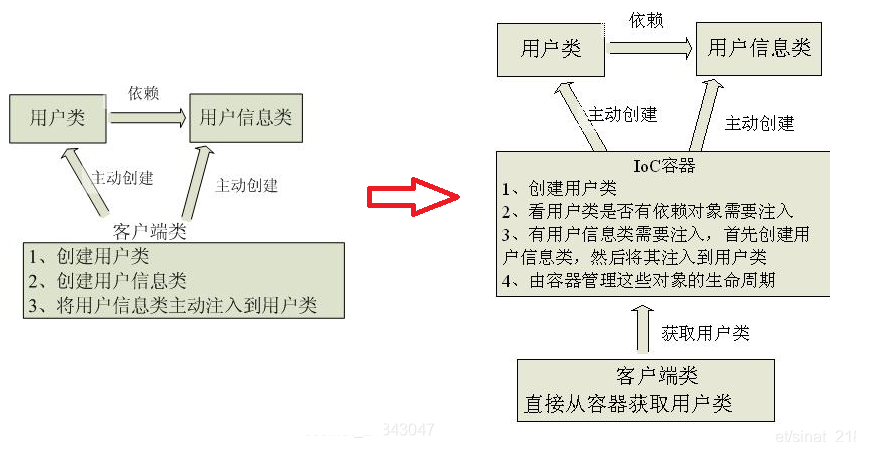 依赖
用户类
用户信息类
主动创建
主动创建
客户端类
1、创建用户类
2、创建用户信息类
3、将用户信息类主动注入到用户类
依赖
用户类
用户信息类
主动创建
主动创建
IoC容器
1、创建用户类
2、看用户类是否有依赖对象需要注入
3、有用户信息类需要注入，首先创建用
户信息类，然后将其注入到用户类
4、由容器管理这些对象的生命周期
获取用户类
客户端类
直接从容器获取用户类
843047
et/sinat_218